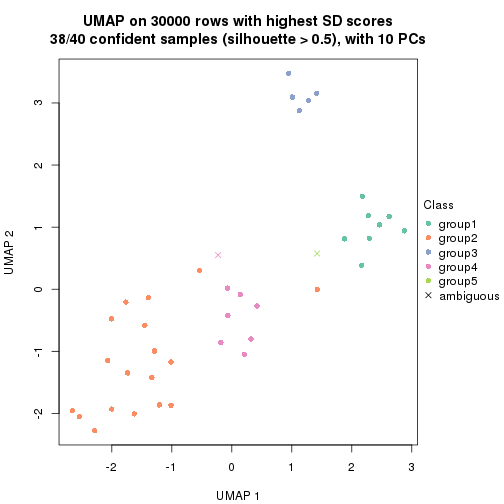 UMAP on 30000 rows with highest SD scores
38/40 confident samples (silhouette > 0.5), with 10 PCs
3
2
1
0
-1
-2
UMAP 2
-2
-1
0
1
2
3
UMAP 1
Class
group1
group2
group3
group4
group5
ambiguous